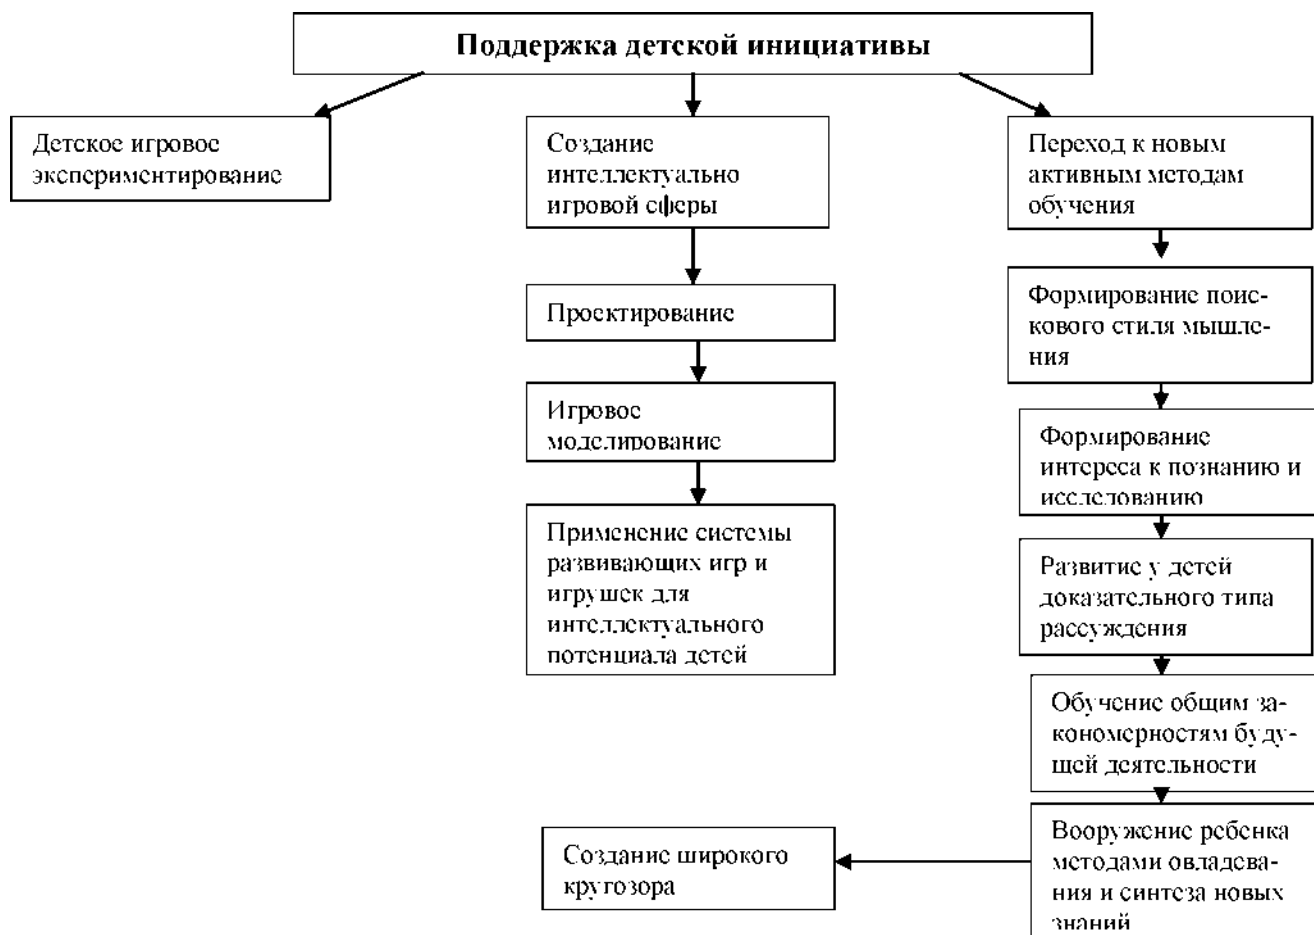 Поддержка детской инициативы
Детское игровое
экспериментирование
Создание
интеллектуально
игровой сферы
Проектирование
Игровое
моделирование
Применение системы
развивающих игр и
игрушек для
интеллектуального
потенциала детей
Переход к новым
активным методам
обучения
Формирование поис-
кового стиля мышле-
ния
Формирование
интереса к познанию и
исследованию
Развитие у детей
доказательного типа
рассуждения
Обучение общим за-
кономерностям буду-
щей деятельности
Вооружение ребенка
методами овладева-
ния и синтеза новых
знаний
Создание широкого
кругозора